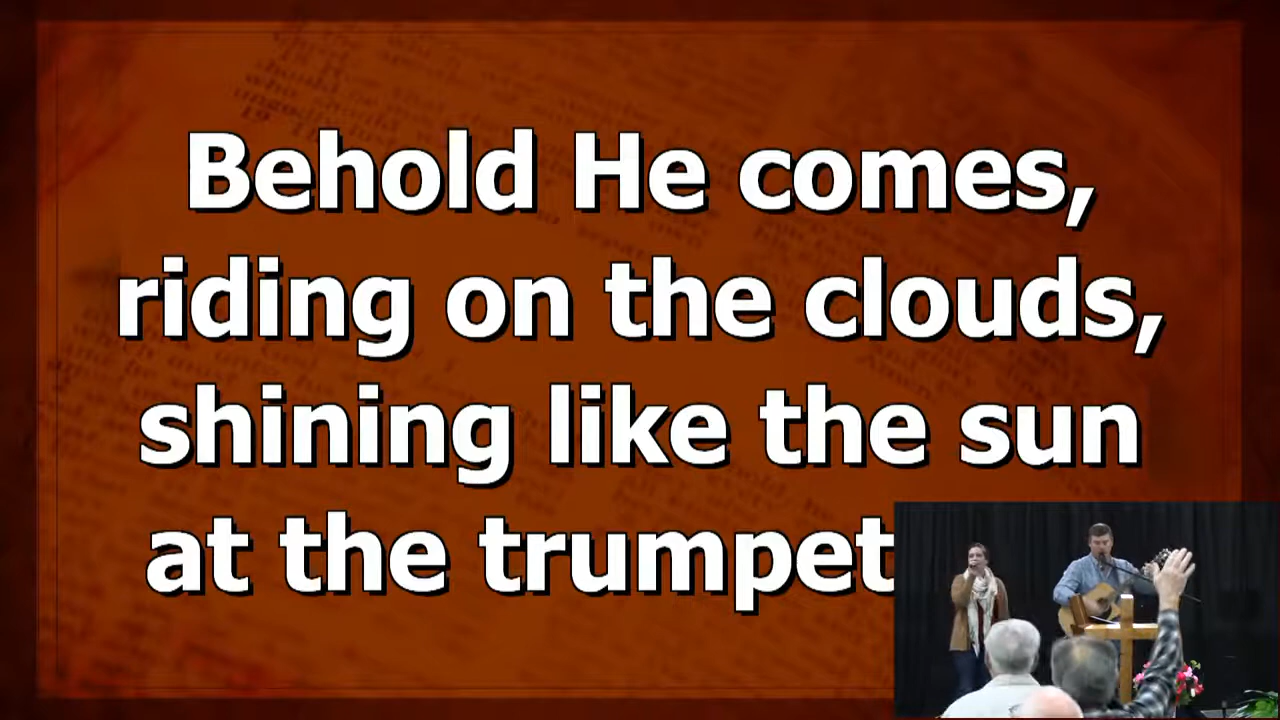 Behold He comes,
riding on the clouds,
shining like the sun
at the trumpet